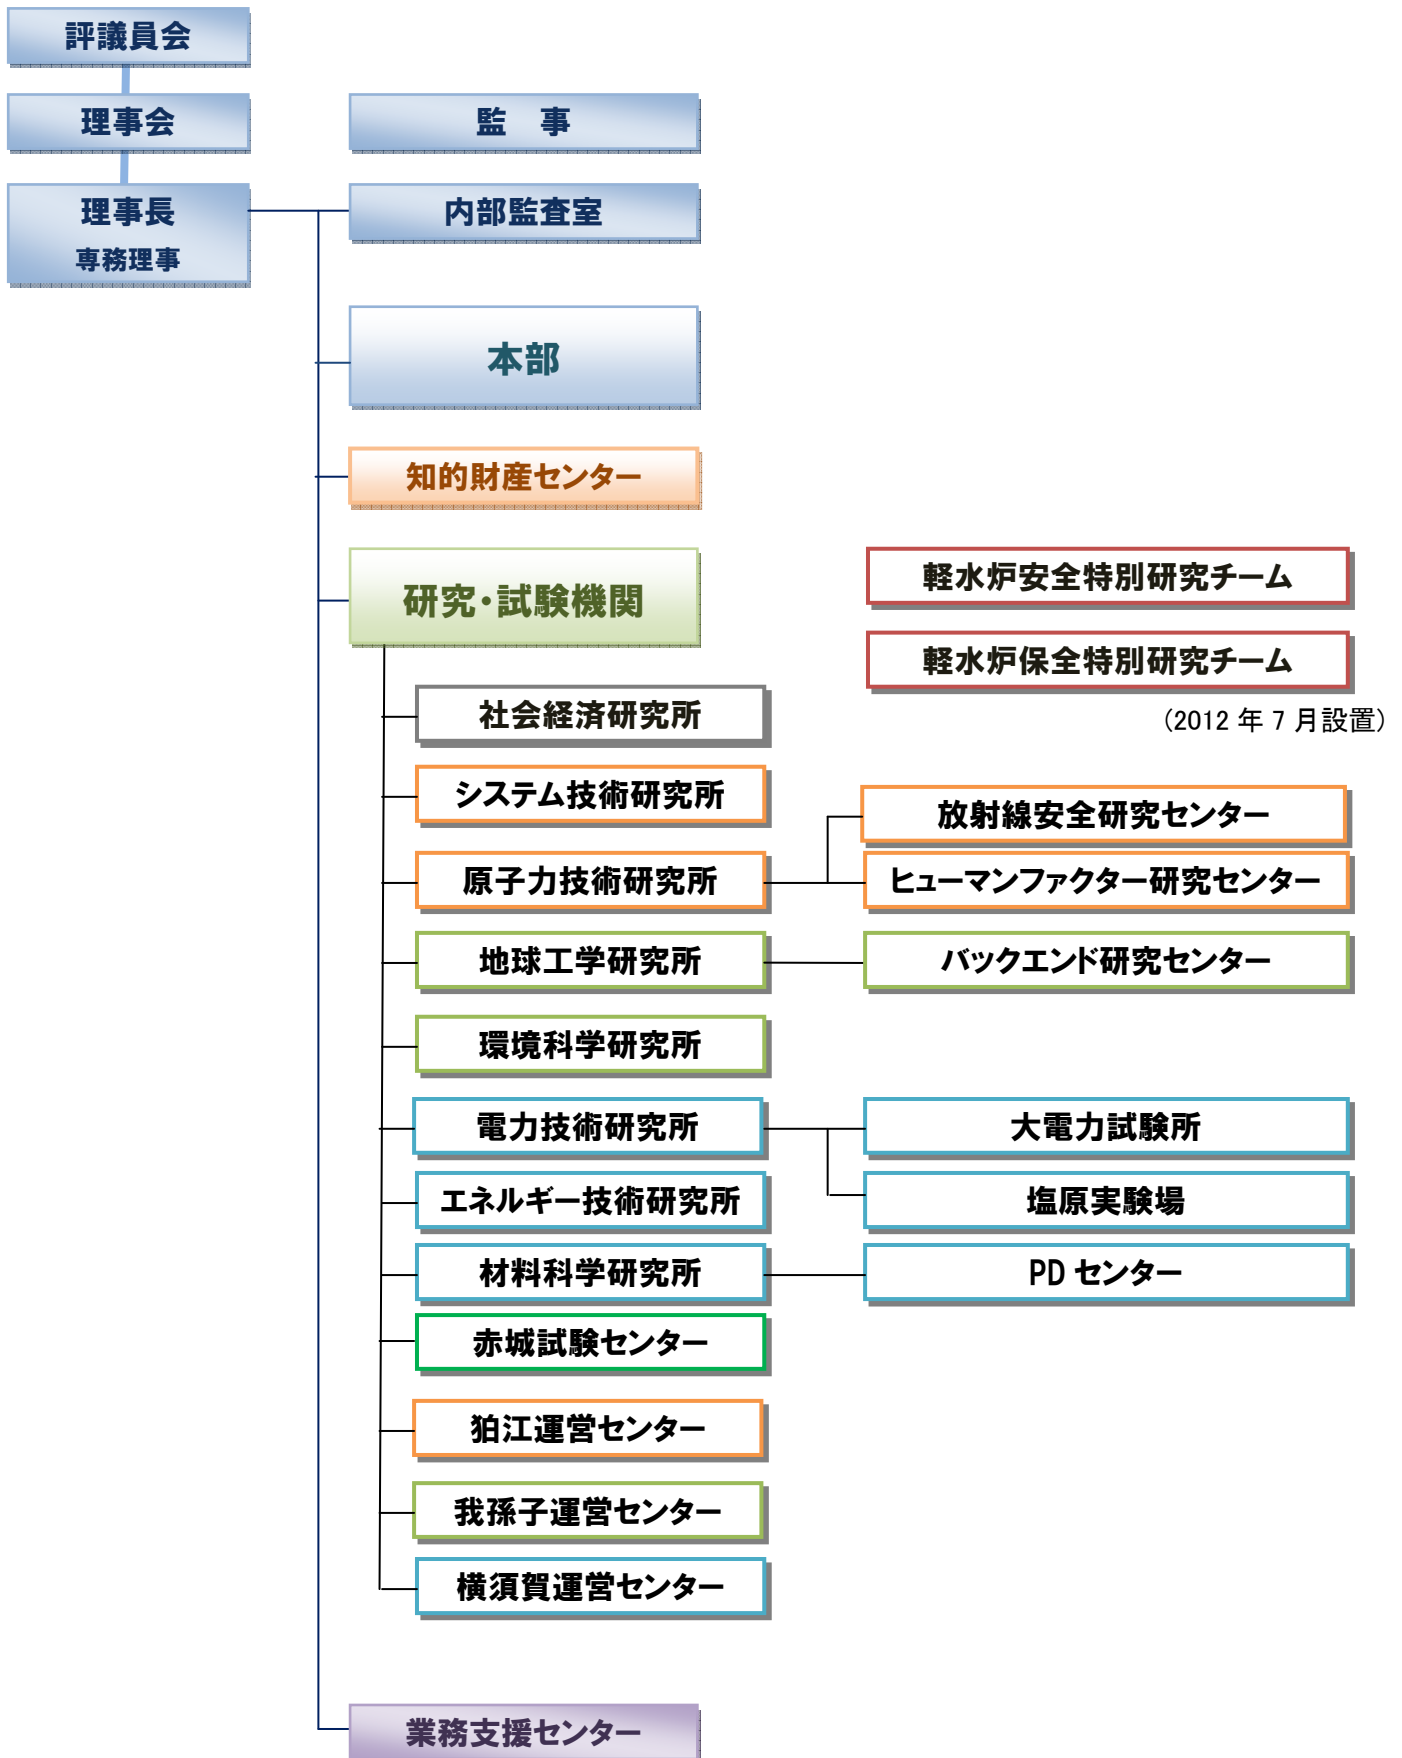 評議員会
理事会
監　事
理事長
専務理事
内部監査室
本部
知的財産センター
研究・試験機関
軽水炉安全特別研究チーム
軽水炉保全特別研究チーム
（2012 年 7 月設置）
社会経済研究所
システム技術研究所
放射線安全研究センター
原子力技術研究所
ヒューマンファクター研究センター
地球工学研究所
バックエンド研究センター
環境科学研究所
電力技術研究所
大電力試験所
エネルギー技術研究所
塩原実験場
材料科学研究所
PD センター
赤城試験センター
狛江運営センター
我孫子運営センター
横須賀運営センター
業務支援センター